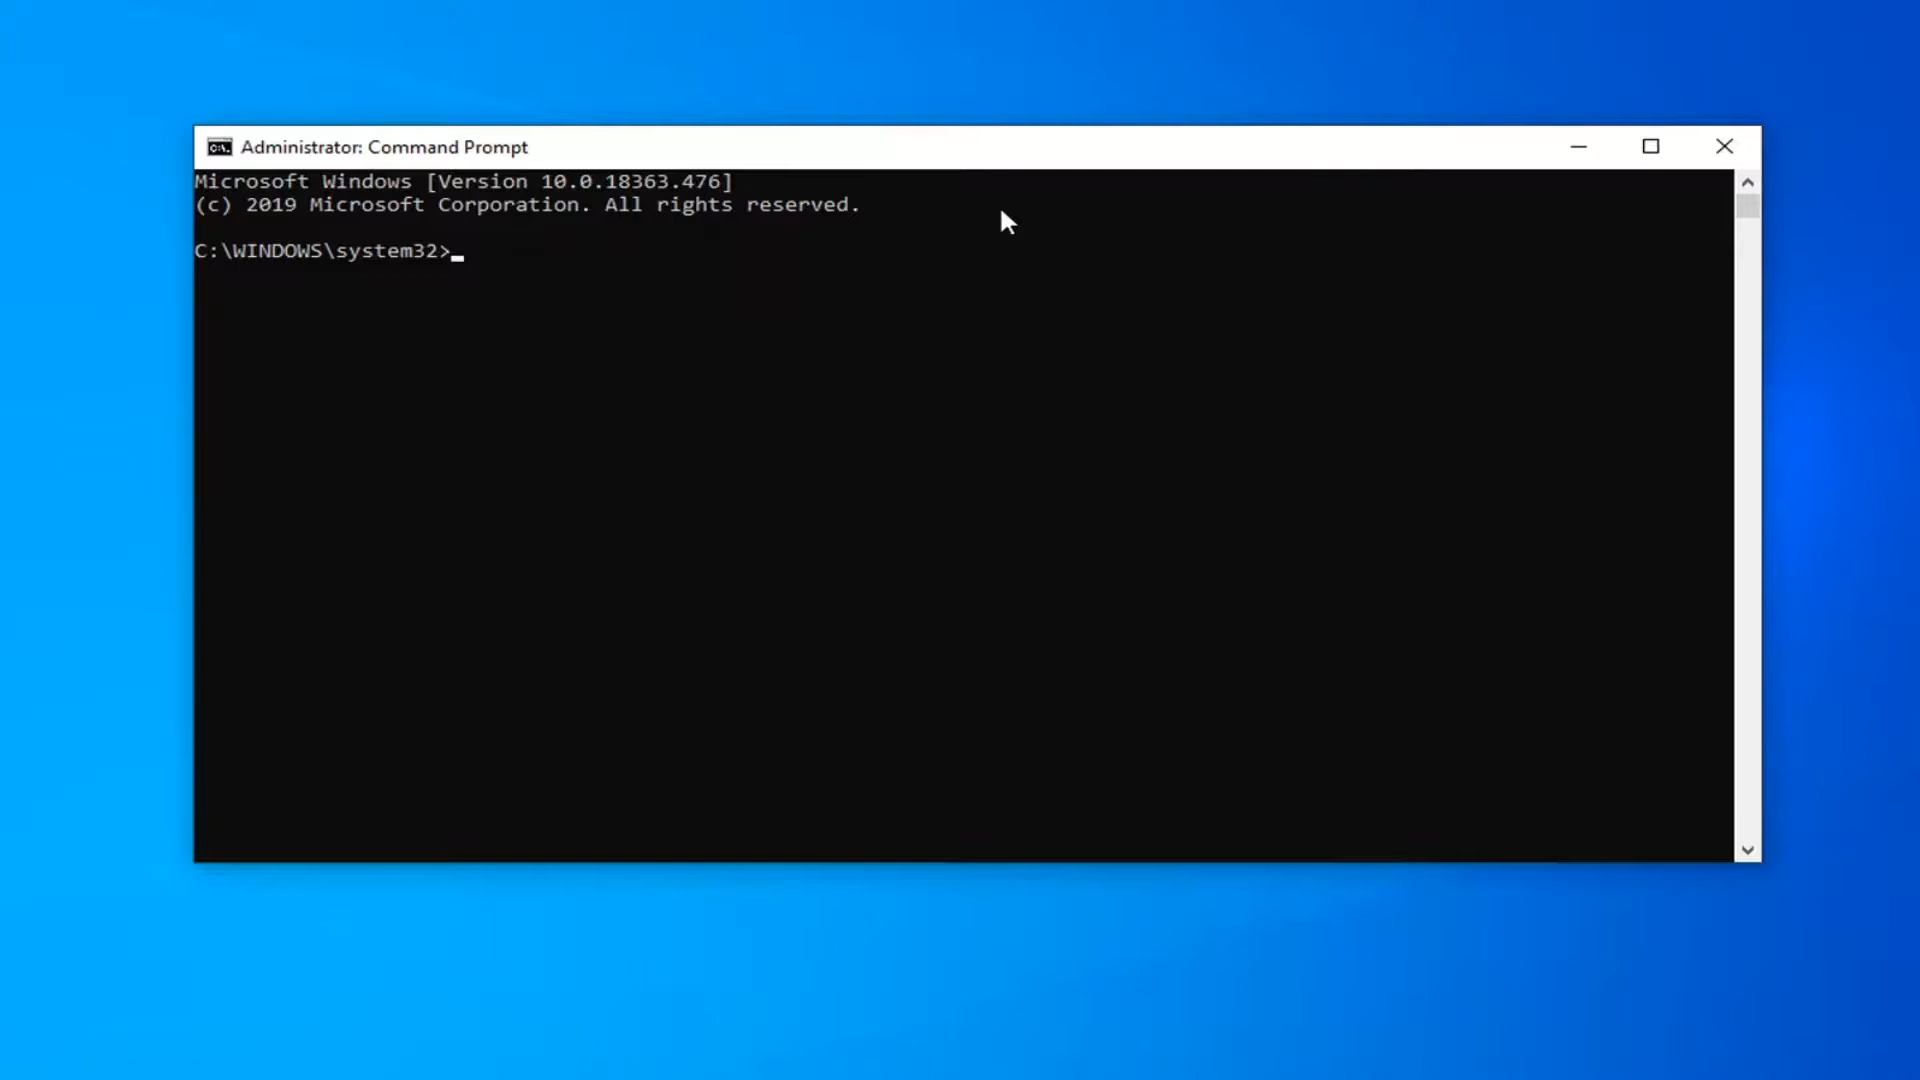 Administrator: Command Prompt
Microsoft Windows [Version 10.0.18363.476]
(c) 2019 Microsoft Corporation. All rights reserved.
C:\WINDOWS\system32>